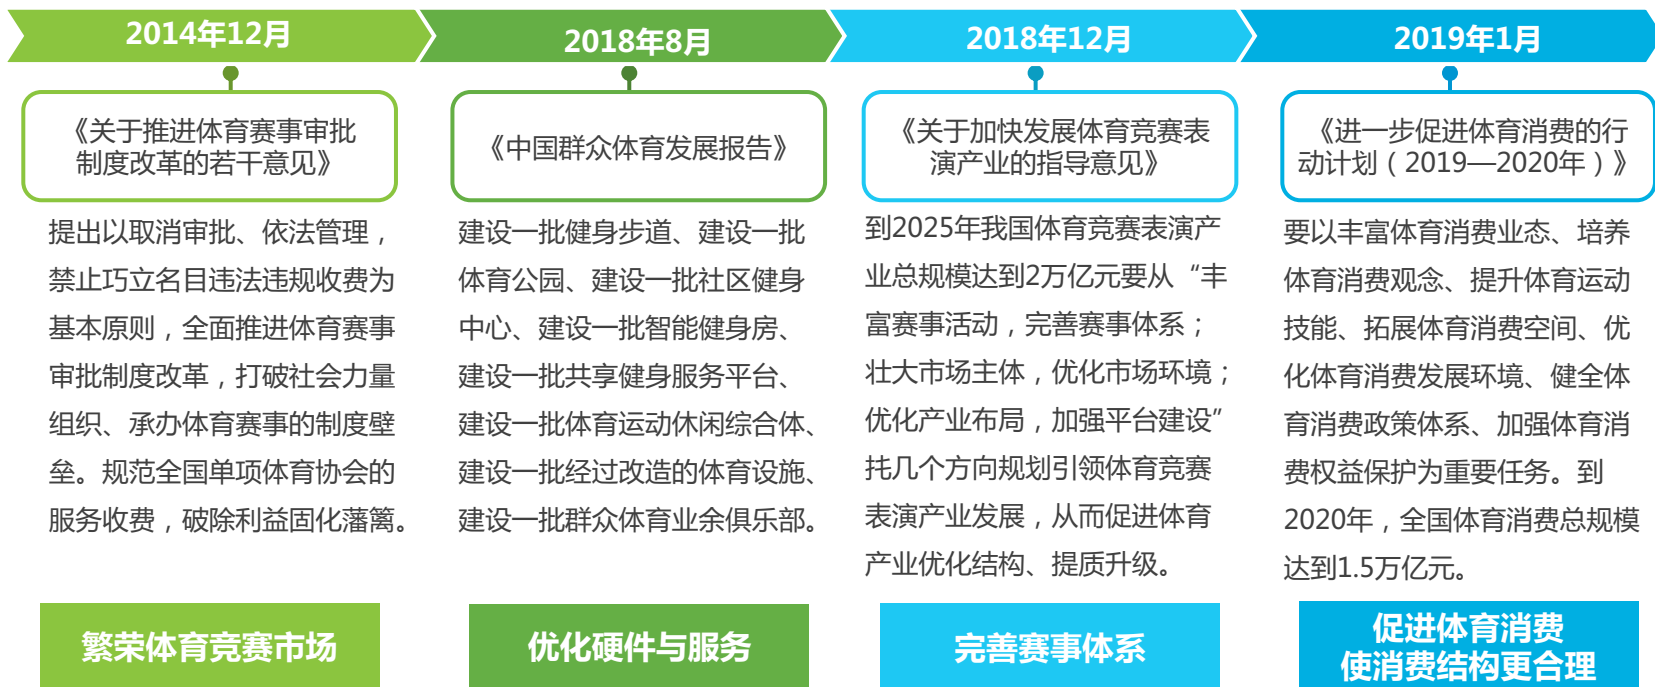 2014年12月
《关于推进体育赛事审批
制度改革的若干意见》
提出以取消审批、依法管理，
禁止巧立名目违法违规收费为
基本原则，全面推进体育赛事
审批制度改革，打破社会力量
组织、承办体育赛事的制度壁
垒。规范全国单项体育协会的
服务收费，破除利益固化藩篱。
繁荣体育竞赛市场
2018年8月
《中国群众体育发展报告》
建设一批健身步道、建设一批
体育公园、建设一批社区健身
中心、建设一批智能健身房、
建设一批共享健身服务平台、
建设一批体育运动休闲综合体、
建设一批经过改造的体育设施、
建设一批群众体育业余俱乐部。
优化硬件与服务
2018年12月
《关于加快发展体育竞赛表
演产业的指导意见》
到2025年我国体育竞赛表演产
业总规模达到2万亿元要从“丰
富赛事活动，完善赛事体系；
壮大市场主体，优化市场环境；
优化产业布局，加强平台建设”
托几个方向规划引领体育竞赛
表演产业发展，从而促进体育
产业优化结构、提质升级。
完善赛事体系
2019年1月
《进一步促进体育消费的行
动计划（2019—2020年）》
要以丰富体育消费业态、培养
体育消费观念、提升体育运动
技能、拓展体育消费空间、优
化体育消费发展环境、健全体
育消费政策体系、加强体育消
费权益保护为重要任务。到
2020年，全国体育消费总规模
达到1.5万亿元。
促进体育消费
使消费结构更合理